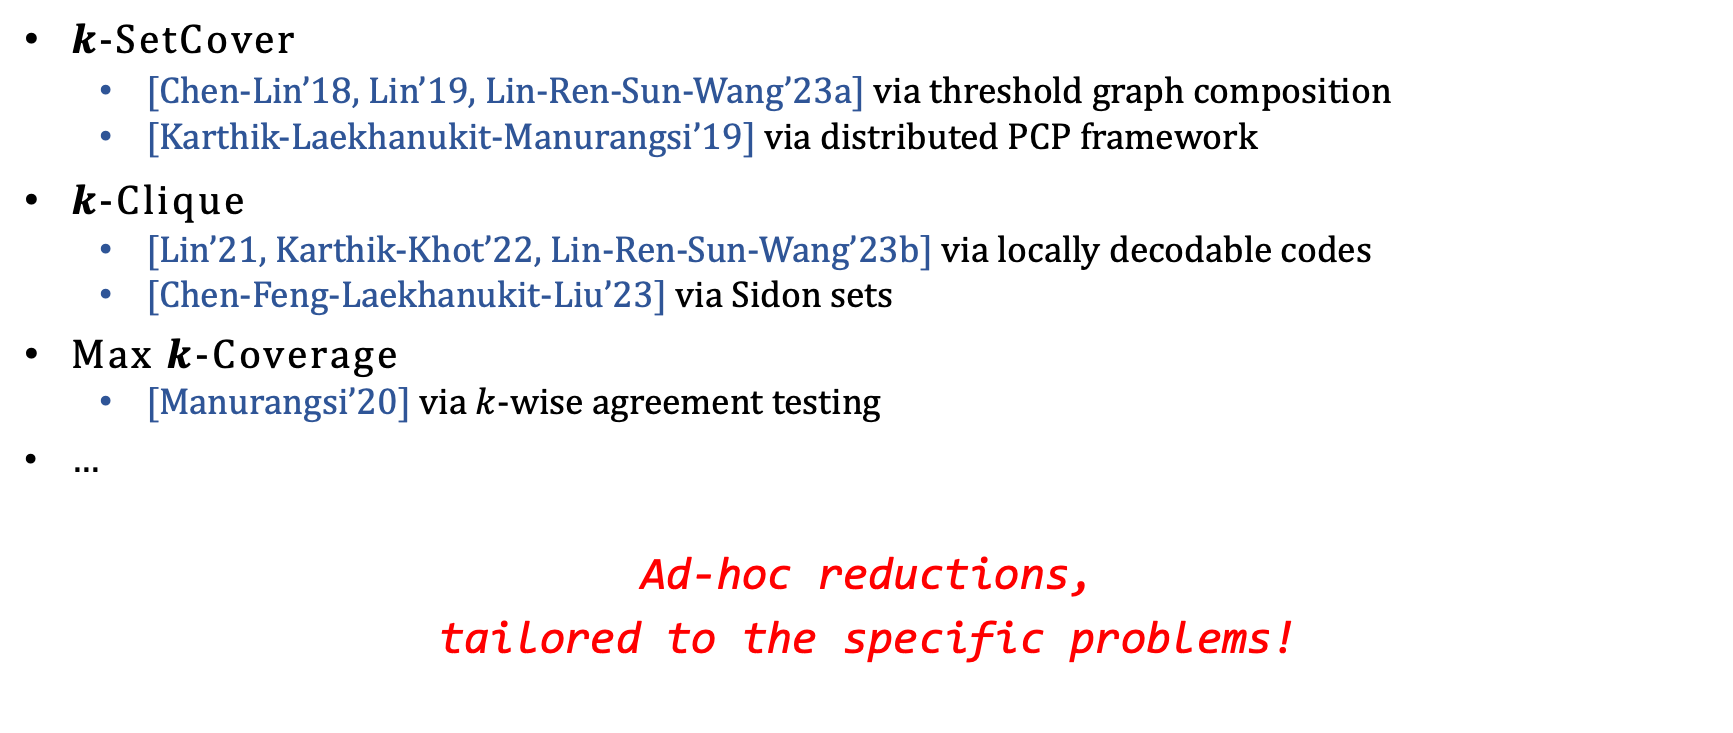 • k-SetCover
• [Chen-Lin’18, Lin’19, Lin-Ren-Sun-Wang’23a] via threshold graph composition
• [Karthik-Laekhanukit-Manurangsi’19] via distributed PCP framework
• k-Clique
• [Lin’21, Karthik-Khot’22, Lin-Ren-Sun-Wang’23b] via locally decodable codes
• [Chen-Feng-Laekhanukit-Liu’23] via Sidon sets
• Max k-Coverage
• [Manurangsi’20] via k-wise agreement testing
• …
Ad-hoc reductions,
tailored to the specific problems!